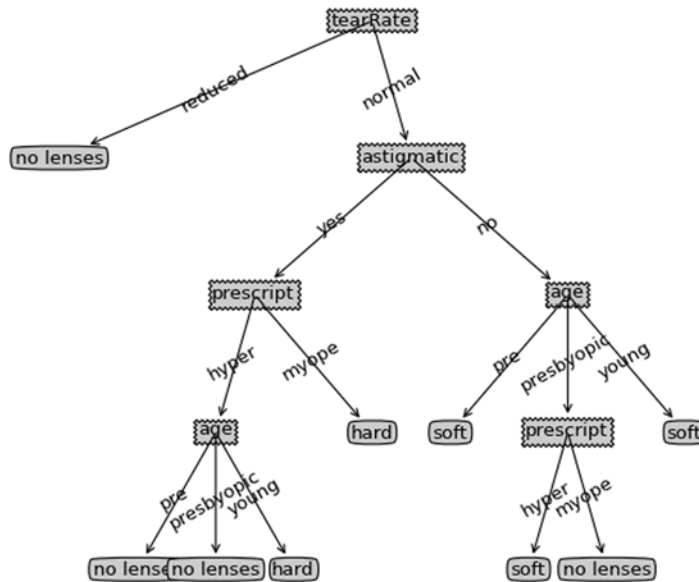 tearRate
reduced
normal
no lenses
astigmatic
yes
no
prescript
age
hyper
myope
pre
presbyopic
young
age
hard
soft
prescript
soft
pre
presbyopic
young
hyper
myope
no lenses
no lenses
hard
soft
no lenses